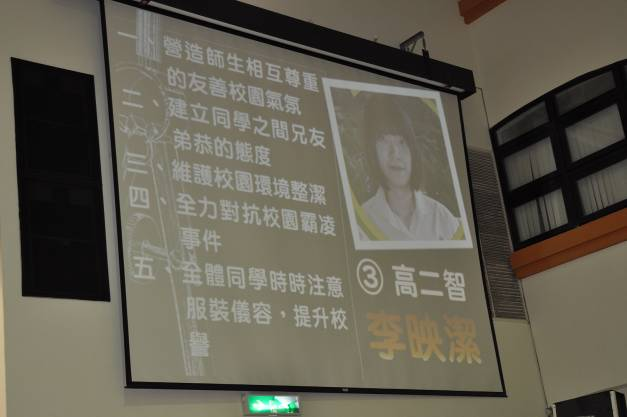 一、營造師生相互尊重
的友善校園氣氛
二、建立同學之間兄友
弟恭的態度
三、維護校園環境整潔
四、全力對抗校園霸凌
事件
五、全體同學時時注意
服裝儀容，提升校
譽
③ 高二智
李映潔